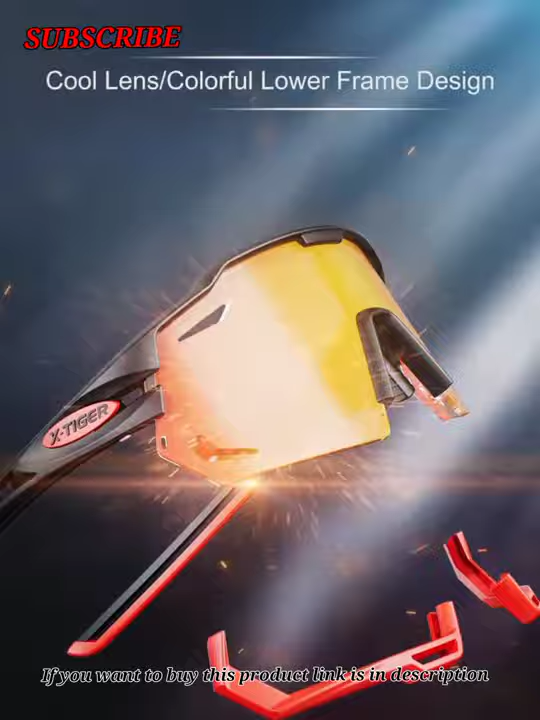 SUBSCRIBE
Cool Lens/Colorful Lower Frame Design
X-TIGER
If you want to buy this product link is in description